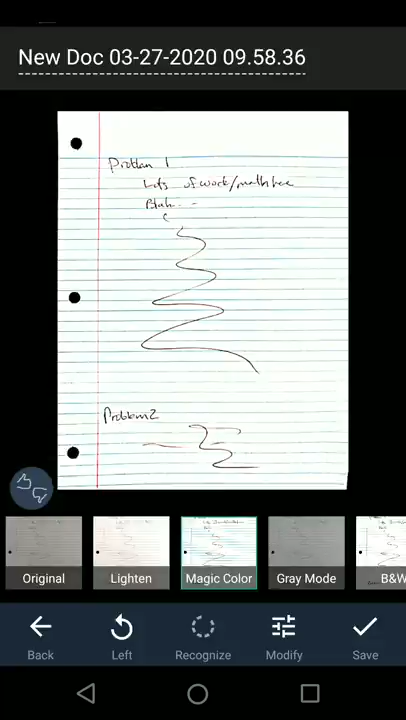 New Doc 03-27-2020 09.58.36
Problem 1
Lots of work/math here
Blah...
Problem 2
Original
Lighten
Magic Color
Gray Mode
B&W
Back
Left
Recognize
Modify
Save